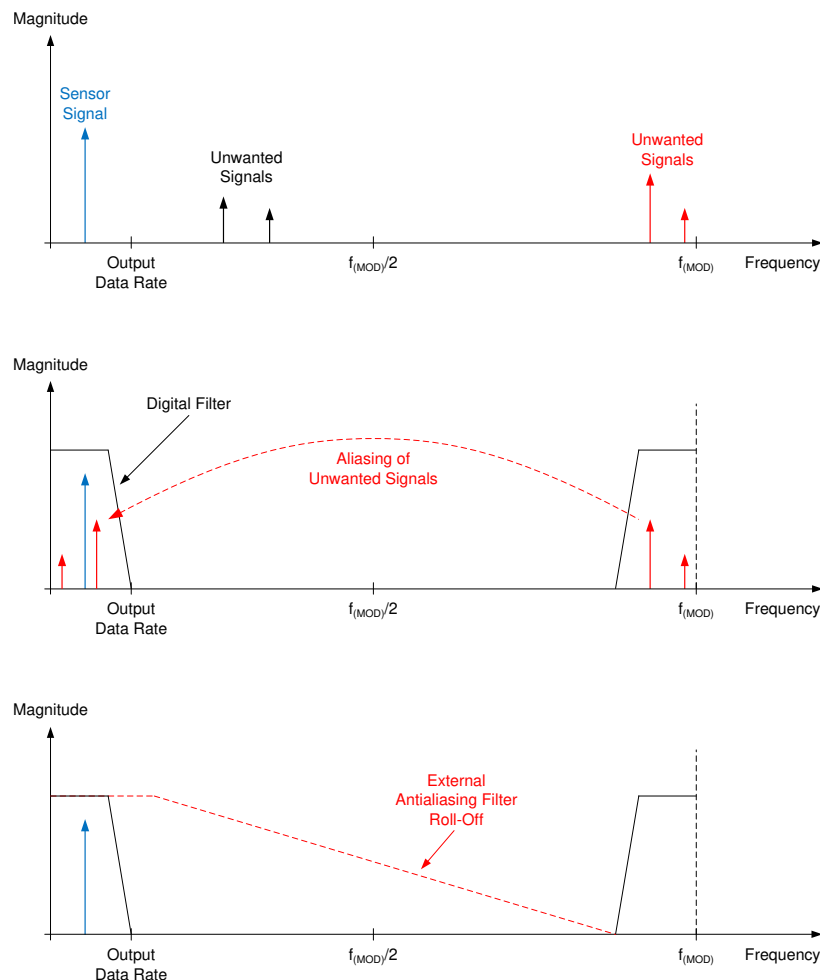 Magnitude
Sensor
Signal
Unwanted
Signals
Unwanted
Signals
Output
Data Rate
f(MOD)/2
f(MOD)
Frequency
Magnitude
Digital Filter
Aliasing of
Unwanted Signals
Output
Data Rate
f(MOD)/2
f(MOD)
Frequency
Magnitude
External
Antialiasing Filter
Roll-Off
Output
Data Rate
f(MOD)/2
f(MOD)
Frequency